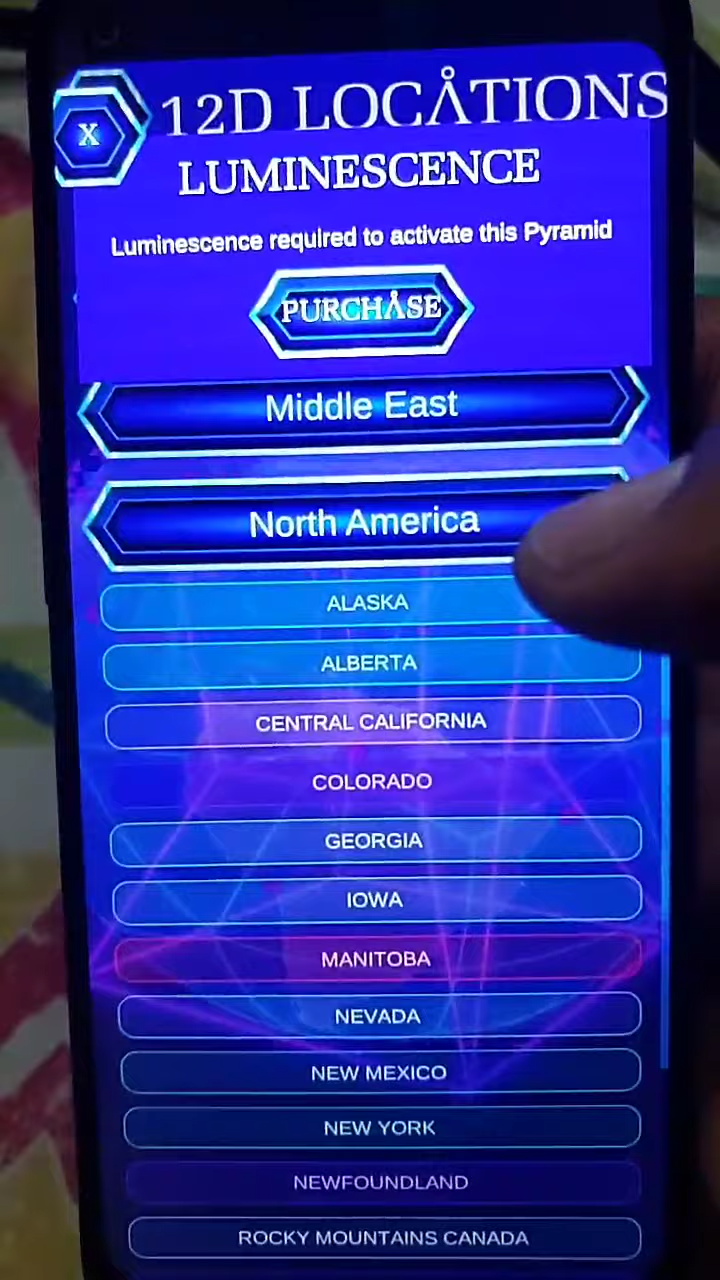 X
12D LOCÅTIONS
LUMINESCENCE
Luminescence required to activate this Pyramid
PURCHÅSE
Middle East
North America
ALASKA
ALBERTA
CENTRAL CALIFORNIA
COLORADO
GEORGIA
IOWA
MANITOBA
NEVADA
NEW MEXICO
NEW YORK
NEWFOUNDLAND
ROCKY MOUNTAINS CANADA